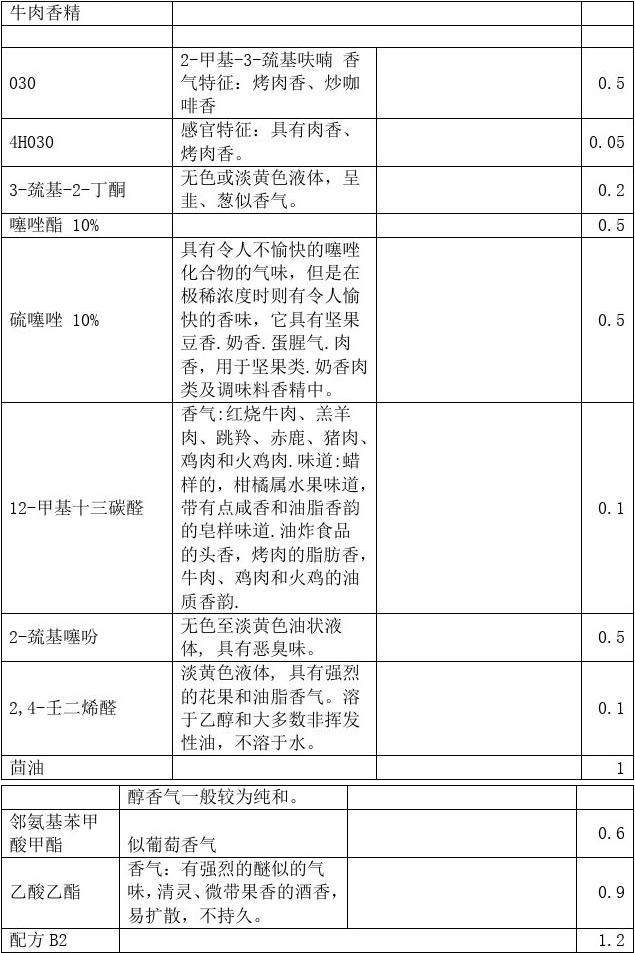 牛肉香精
2-甲基-3-巯基呋喃 香
气特征：烤肉香、炒咖
啡香
030
0.5
感官特征：具有肉香、
烤肉香。
4H030
0.05
无色或淡黄色液体，呈
韭、葱似香气。
3-巯基-2-丁酮
0.2
噻唑酯 10%
0.5
具有令人不愉快的噻唑
化合物的气味，但是在
极稀浓度时则有令人愉
快的香味，它具有坚果
豆香.奶香.蛋腥气.肉
香，用于坚果类.奶香肉
类及调味料香精中。
硫噻唑 10%
0.5
香气:红烧牛肉、羔羊
肉、跳羚、赤鹿、猪肉、
鸡肉和火鸡肉.味道:蜡
样的，柑橘属水果味道，
带有点咸香和油脂香韵
的皂样味道.油炸食品
的头香，烤肉的脂肪香，
牛肉、鸡肉和火鸡的油
质香韵.
12-甲基十三碳醛
0.1
无色至淡黄色油状液
体, 具有恶臭味。
2-巯基噻吩
0.5
淡黄色液体, 具有强烈
的花果和油脂香气。溶
于乙醇和大多数非挥发
性油，不溶于水。
2,4-壬二烯醛
0.1
茴油
1
醇香气一般较为纯和。
邻氨基苯甲
酸甲酯
似葡萄香气
0.6
香气：有强烈的醚似的气
味,清灵、微带果香的酒香，
易扩散，不持久。
乙酸乙酯
0.9
配方 B2
1.2